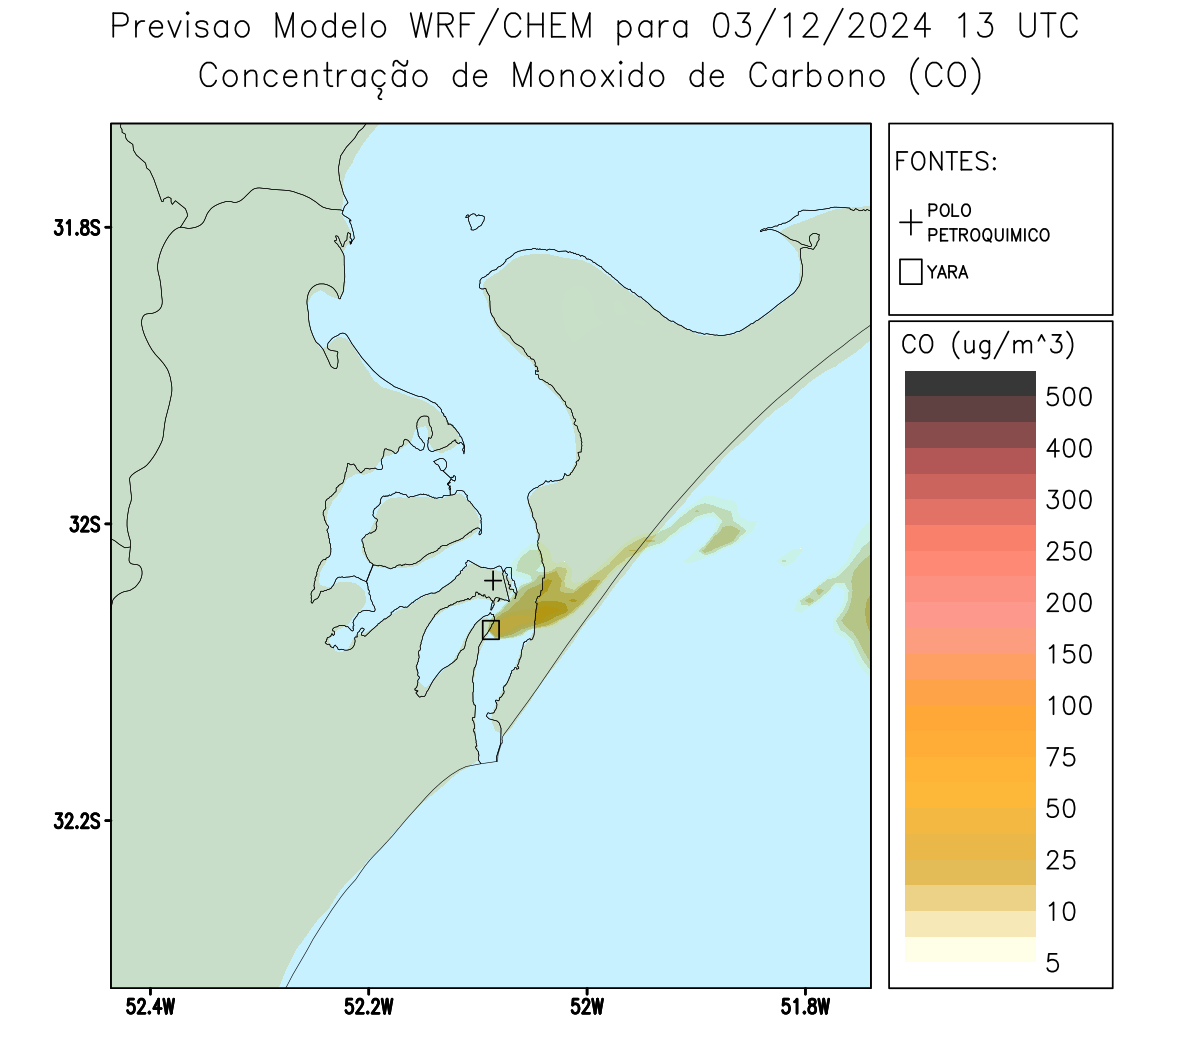 Previsao Modelo WRF/CHEM para 03/12/2024 13 UTC
Concentração de Monoxido de Carbono (CO)
FONTES:
POLO
PETROQUIMICO
YARA
CO (ug/m^3)
500
400
300
250
200
150
100
75
50
25
10
5
31.8S
32S
32.2S
52.4W
52.2W
52W
51.8W